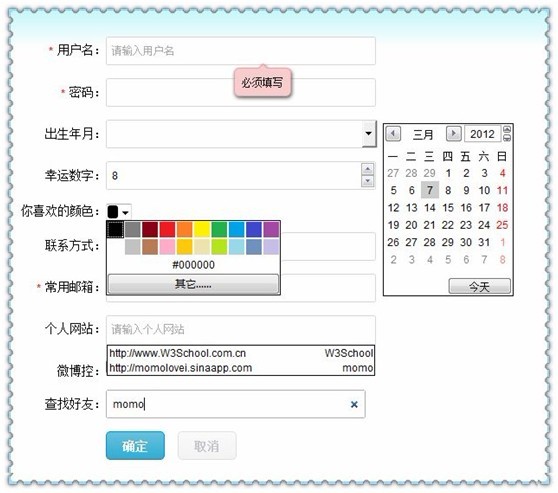 * 用户名： 请输入用户名
必须填写
* 密码：
出生年月：
三月 2012
一 二 三 四 五 六 日
27 28 29 1 2 3 4
5 6 7 8 9 10 11
12 13 14 15 16 17 18
19 20 21 22 23 24 25
26 27 28 29 30 31 1
2 3 4 5 6 7 8
今天
幸运数字： 8
你喜欢的颜色：
#000000
其它......
联系方式：
* 常用邮箱：
个人网站： 请输入个人网站
http://www.W3School.com.cn W3School
http://momolovei.sinaapp.com momo
微博控：
查找好友： momo
确定 取消